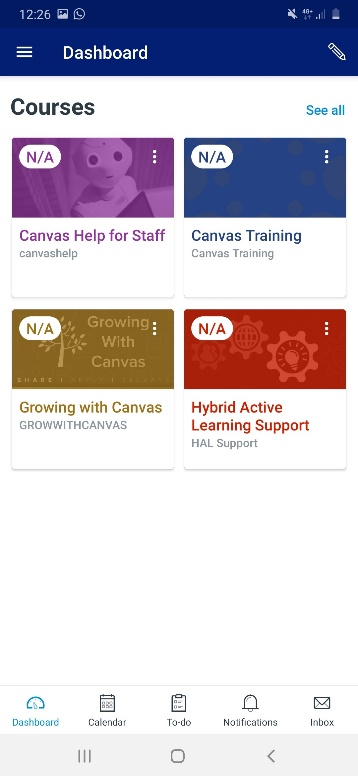 12:26
4G+
Dashboard
Courses
See all
N/A
Canvas Help for Staff
canvashelp
N/A
Canvas Training
Canvas Training
N/A
Growing
With
Canvas
SHARE
Growing with Canvas
GROWWITHCANVAS
N/A
Hybrid Active
Learning Support
HAL Support
Dashboard
Calendar
To-do
Notifications
Inbox